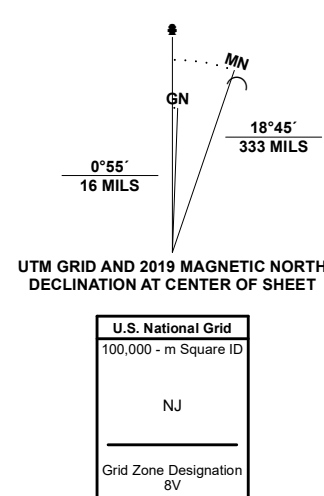 MN
GN
18°45´
333 MILS
0°55´
16 MILS
UTM GRID AND 2019 MAGNETIC NORTH
DECLINATION AT CENTER OF SHEET
U.S. National Grid
100,000 - m Square ID
NJ
Grid Zone Designation
8V